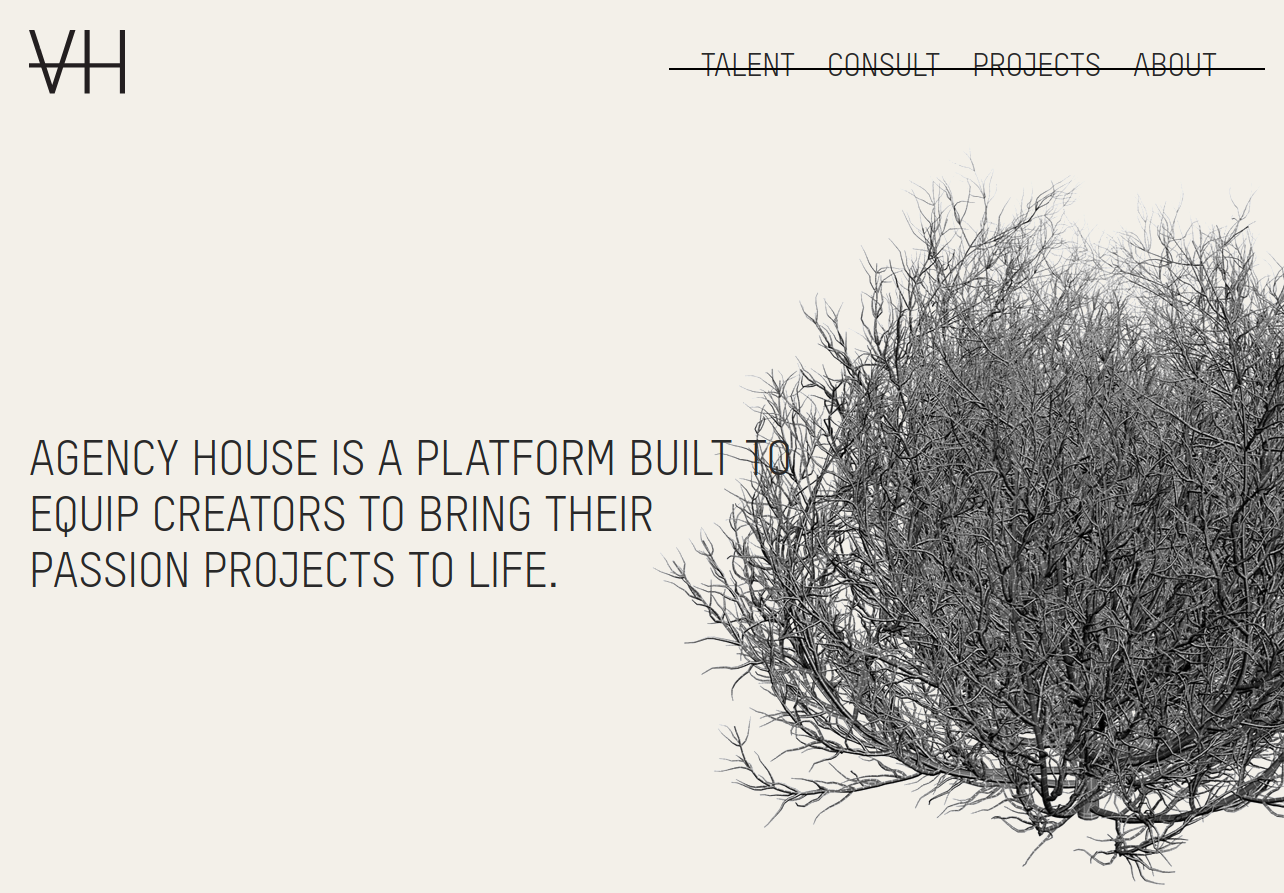 VH
TALENT CONSULT PROJECTS ABOUT
AGENCY HOUSE IS A PLATFORM BUILT TO
EQUIP CREATORS TO BRING THEIR
PASSION PROJECTS TO LIFE.